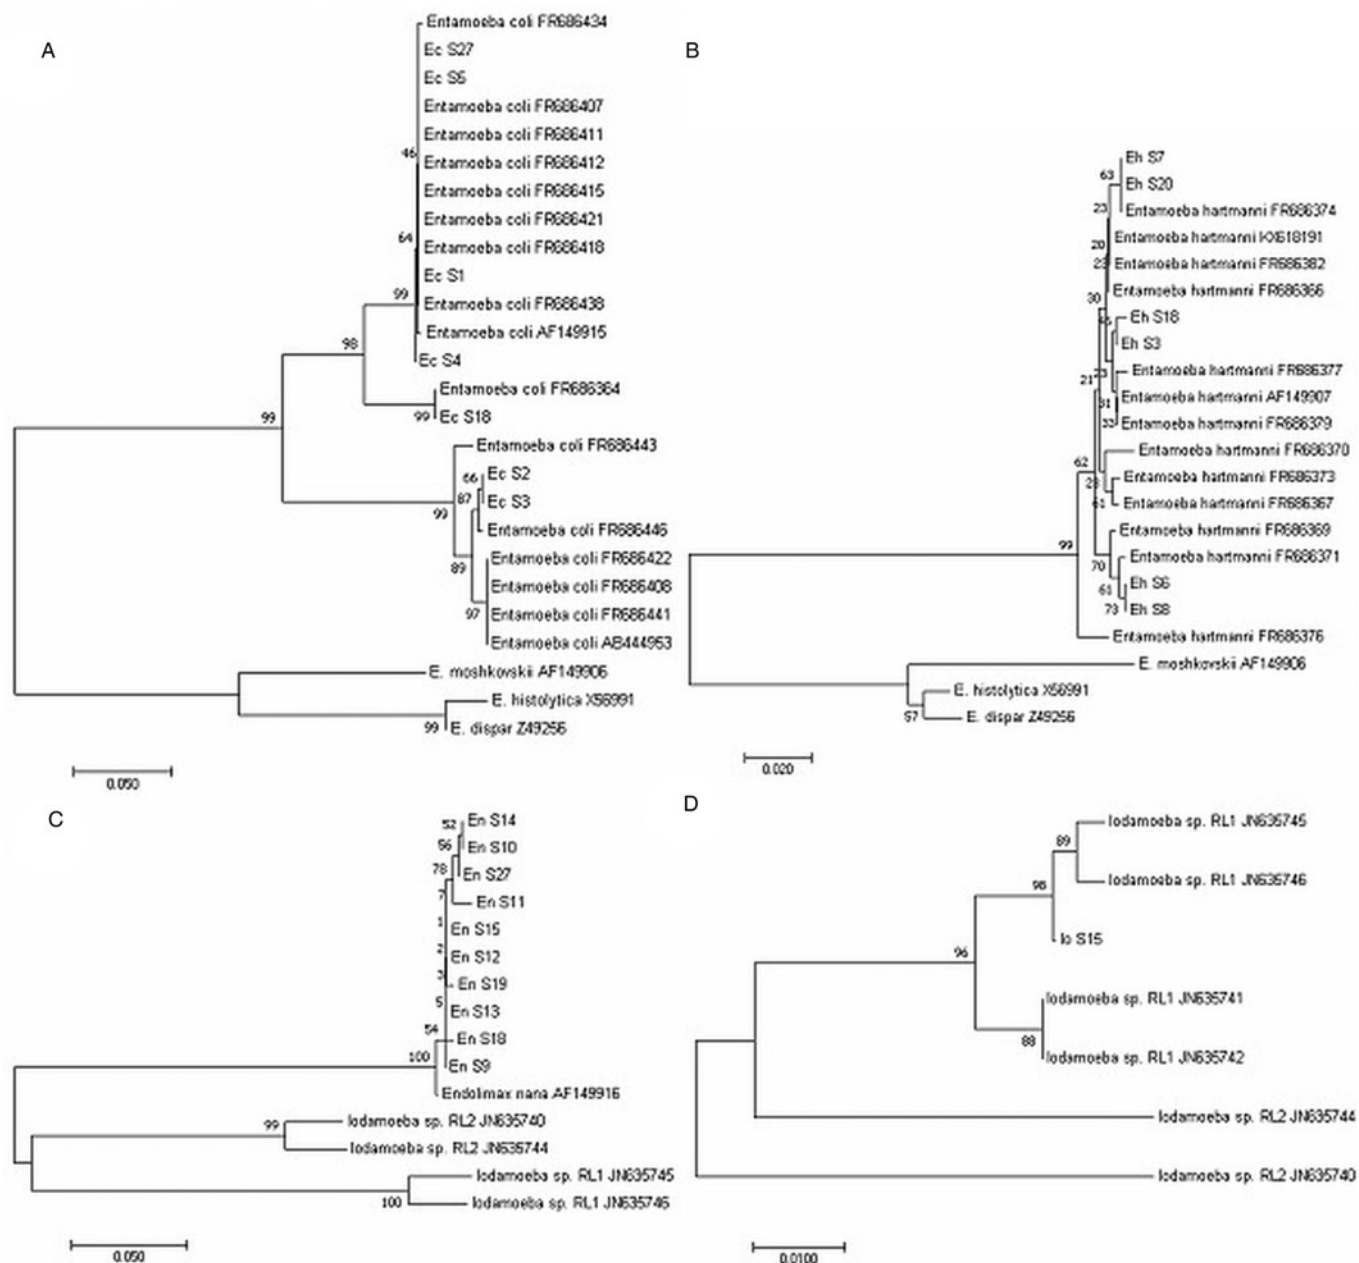 A
Entamoeba coli FR686434
Ec S27
Ec S5
Entamoeba coli FR686407
Entamoeba coli FR686411
46
Entamoeba coli FR686412
Entamoeba coli FR686415
Entamoeba coli FR686421
64
Entamoeba coli FR686418
Ec S1
99
Entamoeba coli FR686438
Entamoeba coli AF149915
98
Ec S4
Entamoeba coli FR686364
99
Ec S18
99
Entamoeba coli FR686443
66
Ec S2
87
Ec S3
99
Entamoeba coli FR686446
Entamoeba coli FR686422
89
Entamoeba coli FR686408
97
Entamoeba coli FR686441
Entamoeba coli AB444953
E. moshkovskii AF149906
E. histolytica X56991
99
E. dispar Z49256
0.050
B
Eh S7
63
Eh S20
23
Entamoeba hartmanni FR686374
20
Entamoeba hartmanni KX618191
23
Entamoeba hartmanni FR686382
30
Entamoeba hartmanni FR686366
Eh S18
Eh S3
21
Entamoeba hartmanni FR686377
31
Entamoeba hartmanni AF149907
33
Entamoeba hartmanni FR686379
62
Entamoeba hartmanni FR686370
Entamoeba hartmanni FR686373
61
Entamoeba hartmanni FR686367
99
Entamoeba hartmanni FR686369
70
Entamoeba hartmanni FR686371
61
Eh S6
73
Eh S8
Entamoeba hartmanni FR686376
E. moshkovskii AF149906
E. histolytica X56991
57
E. dispar Z49256
0.020
C
52
En S14
56
En S10
78
En S27
7
En S11
1
En S15
2
En S12
3
En S19
5
En S13
54
En S18
100
En S9
Endolimax nana AF149916
Iodamoeba sp. RL2 JN635740
99
Iodamoeba sp. RL2 JN635744
Iodamoeba sp. RL1 JN635745
100
Iodamoeba sp. RL1 JN635746
0.050
D
Iodamoeba sp. RL1 JN635745
89
Iodamoeba sp. RL1 JN635746
98
Io S15
96
Iodamoeba sp. RL1 JN635741
88
Iodamoeba sp. RL1 JN635742
Iodamoeba sp. RL2 JN635744
Iodamoeba sp. RL2 JN635740
0.0100